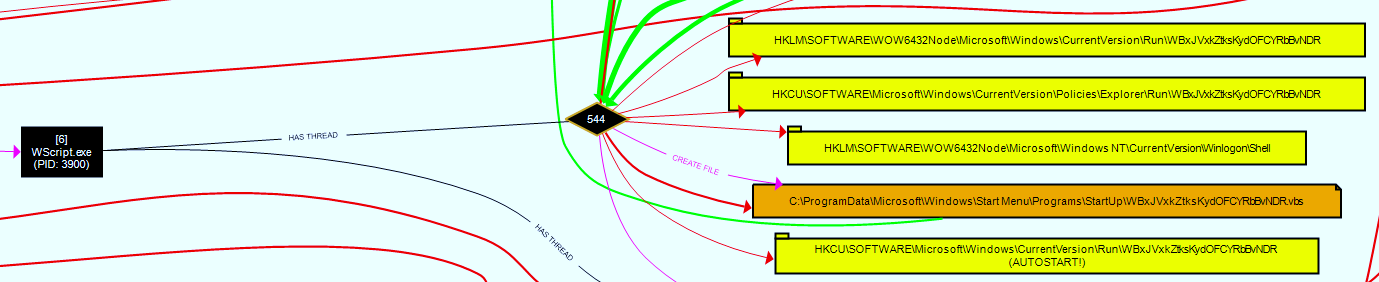 HKLM\SOFTWARE\WOW6432Node\Microsoft\Windows\CurrentVersion\Run\WBxJVxkZtksKydOFCYRbBvNDR
HKCU\SOFTWARE\Microsoft\Windows\CurrentVersion\Policies\Explorer\Run\WBxJVxkZtksKydOFCYRbBvNDR
544
[6]
WScript.exe
(PID: 3900)
HAS THREAD
HKLM\SOFTWARE\WOW6432Node\Microsoft\Windows NT\CurrentVersion\Winlogon\Shell
CREATE FILE
C:\ProgramData\Microsoft\Windows\Start Menu\Programs\StartUp\WBxJVxkZtksKydOFCYRbBvNDR.vbs
HAS THREAD
HKCU\SOFTWARE\Microsoft\Windows\CurrentVersion\Run\WBxJVxkZtksKydOFCYRbBvNDR
(AUTOSTART!)